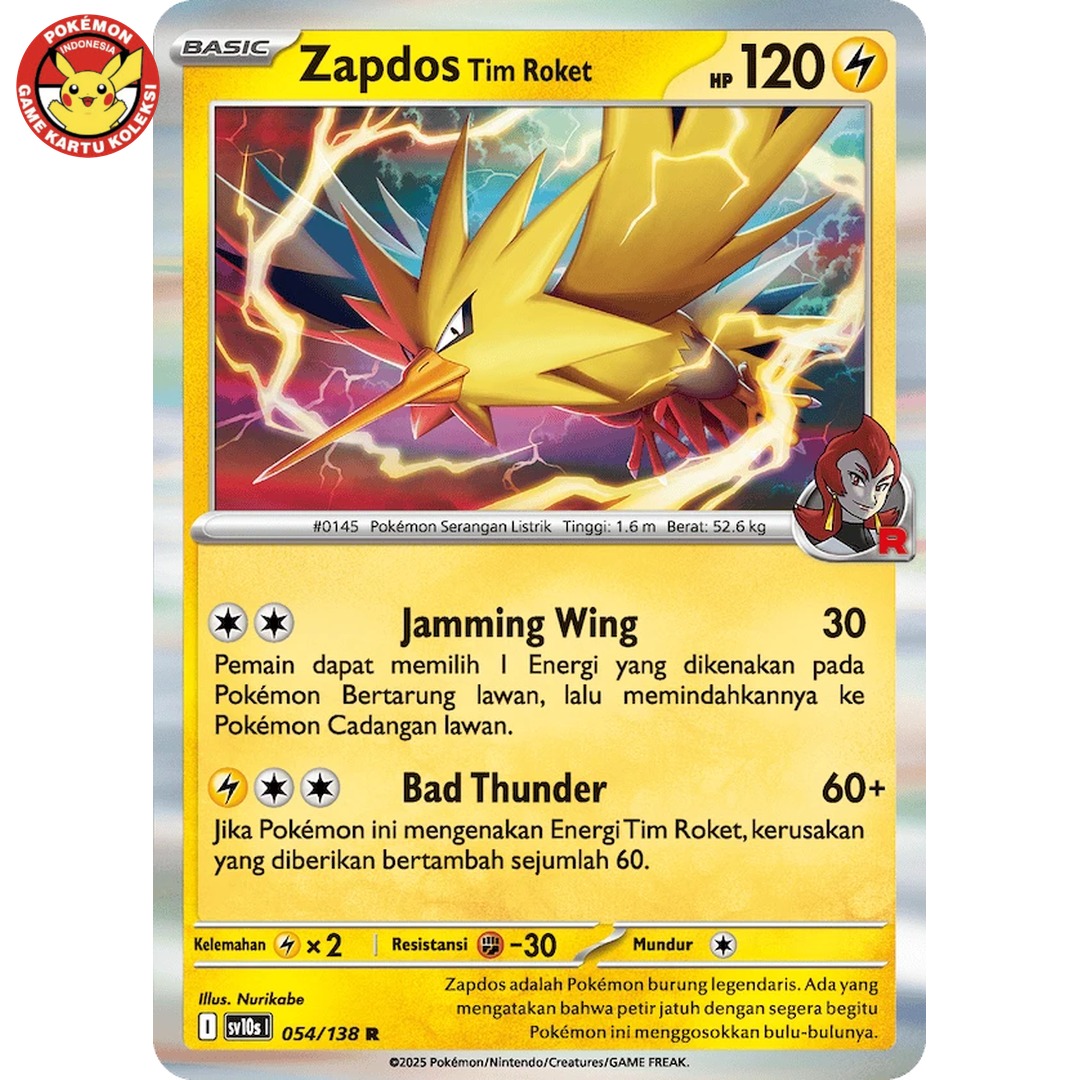 POKÉMON
INDONESIA
GAME KARTU KOLEKSI
BASIC
Zapdos Tim Roket
HP 120
#0145 Pokémon Serangan Listrik Tinggi: 1.6 m Berat: 52.6 kg
R
Jamming Wing 30
Pemain dapat memilih 1 Energi yang dikenakan pada
Pokémon Bertarung lawan, lalu memindahkannya ke
Pokémon Cadangan lawan.
Bad Thunder 60+
Jika Pokémon ini mengenakan Energi Tim Roket, kerusakan
yang diberikan bertambah sejumlah 60.
Kelemahan ×2 Resistansi -30 Mundur
Zapdos adalah Pokémon burung legendaris. Ada yang
mengatakan bahwa petir jatuh dengan segera begitu
Pokémon ini menggosokkan bulu-bulunya.
Illus. Nurikabe
I sv10s I 054/138 R
©2025 Pokémon/Nintendo/Creatures/GAME FREAK.